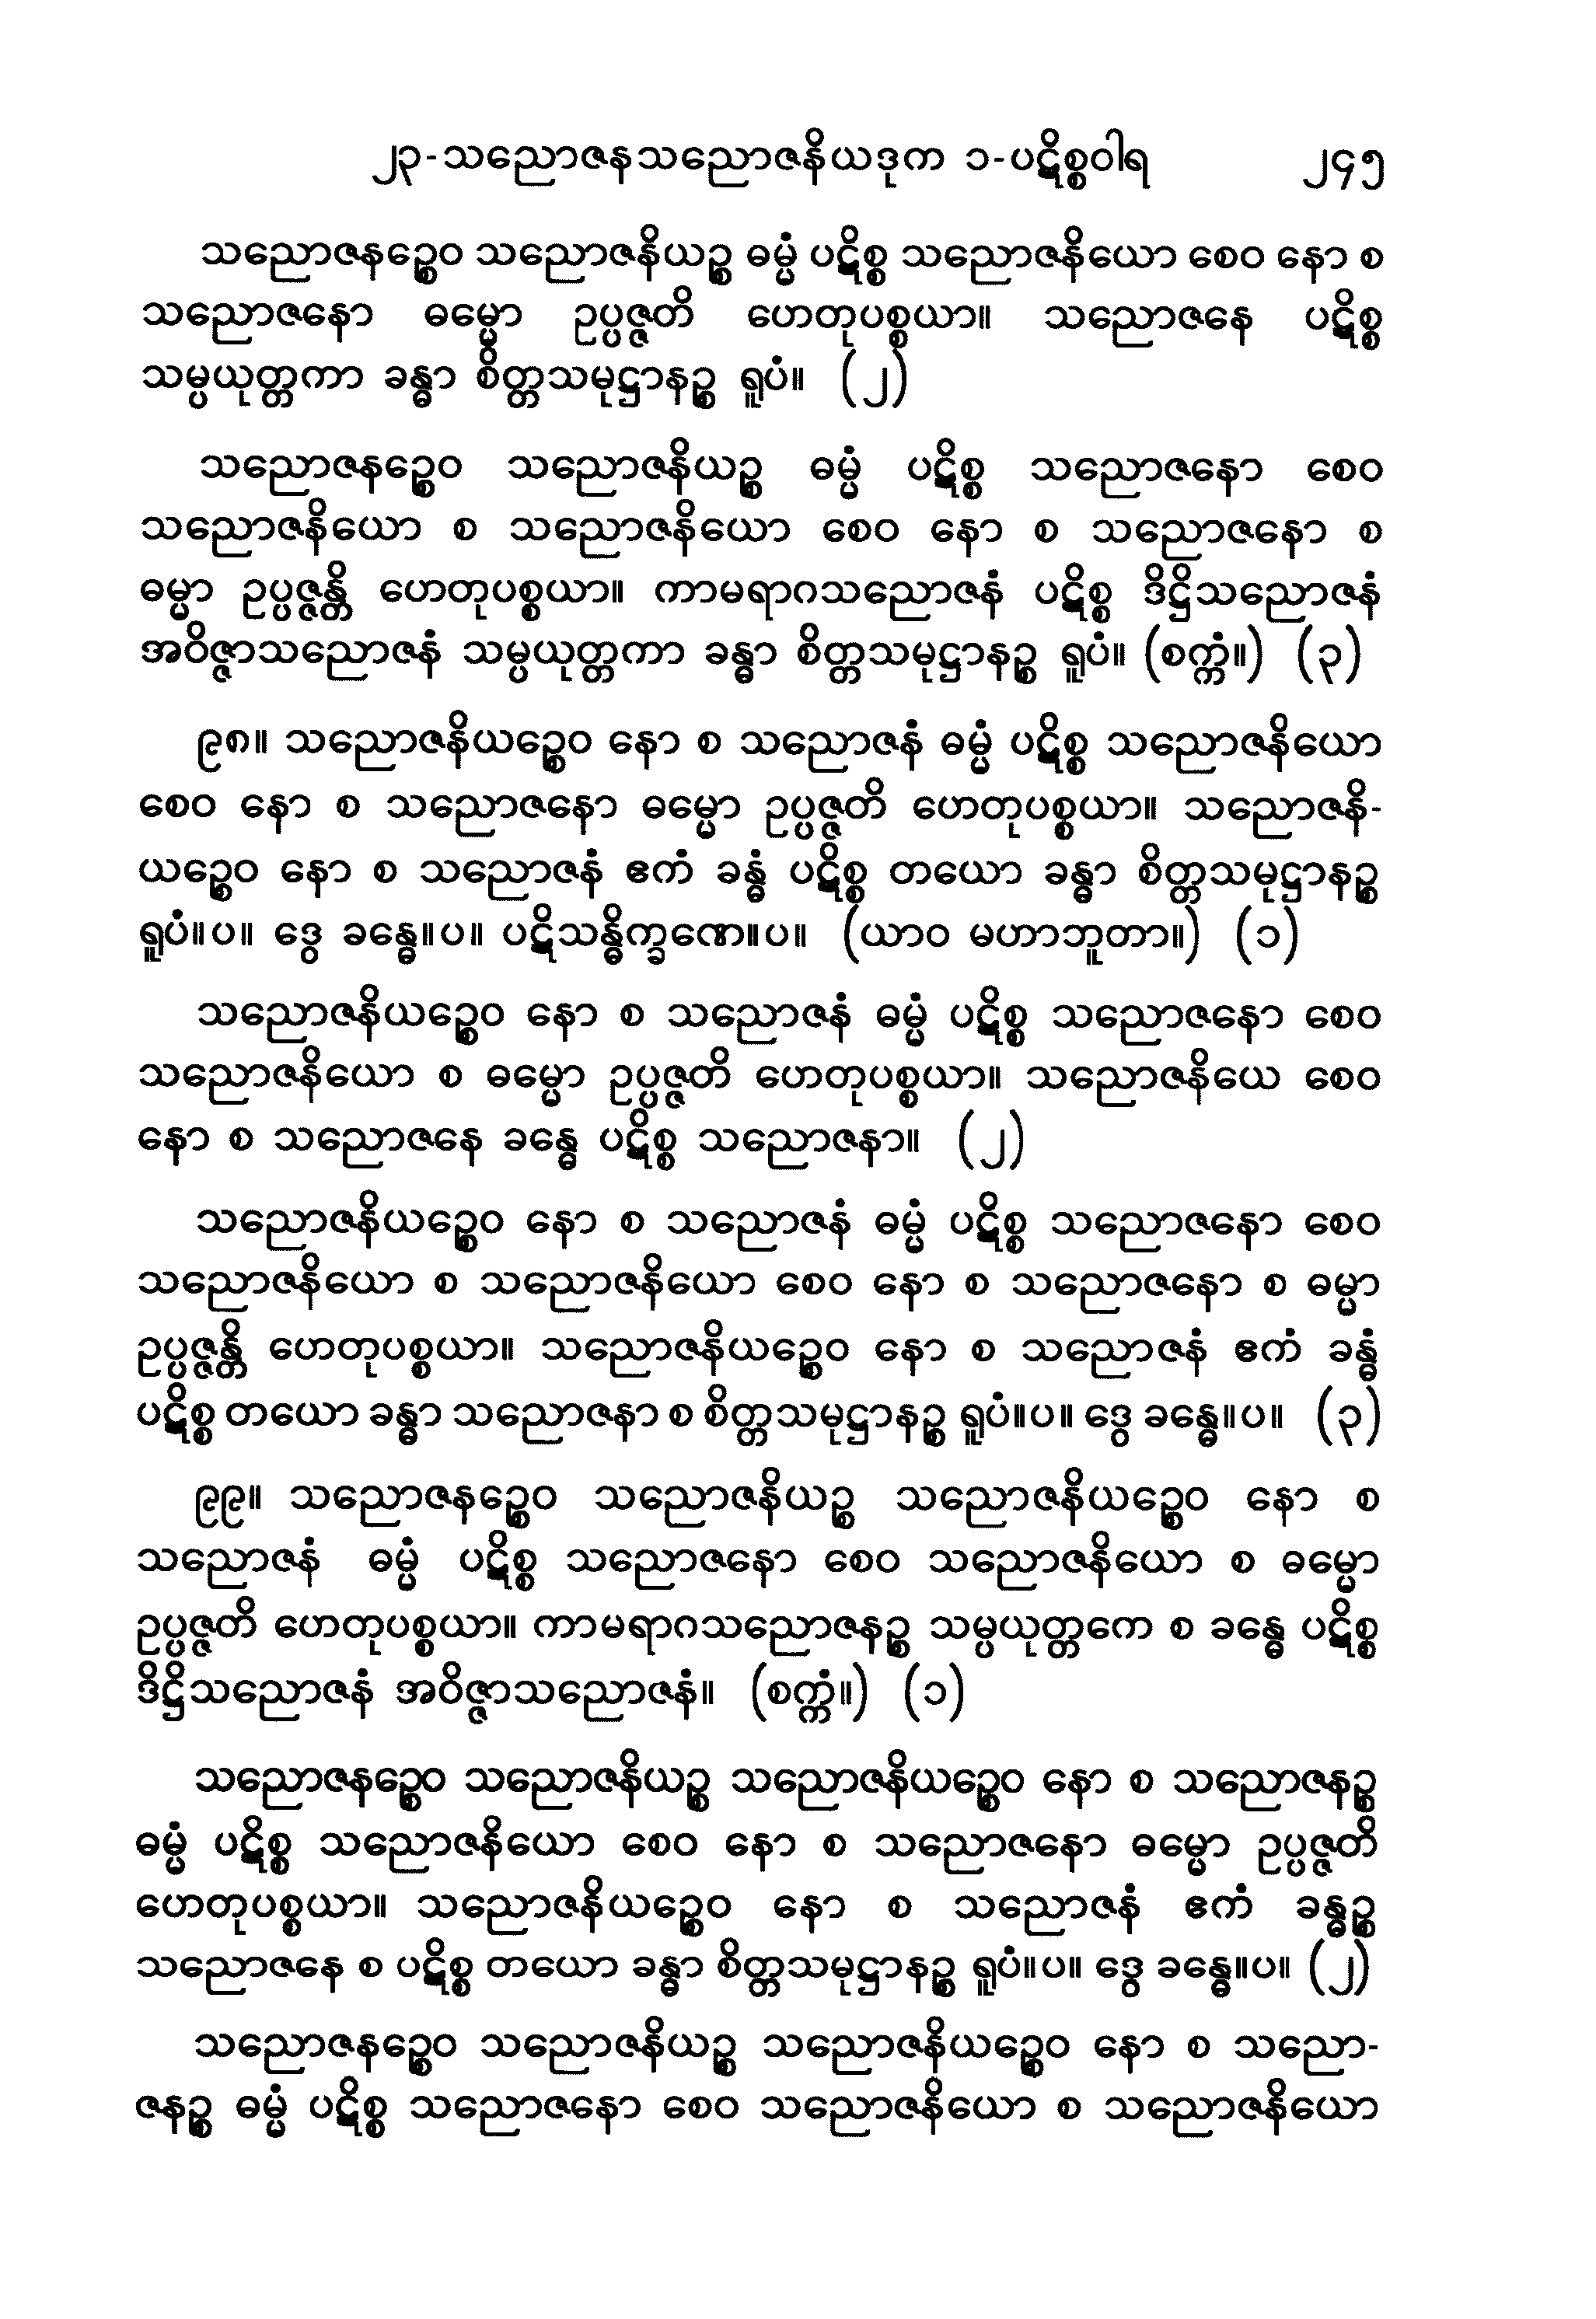 ၂၃-သညောဇနသညောဇနိယဒုက ၁-ပဋိစ္စဝါရ ၂၄၅
သညောဇနဉ္စေဝ သညောဇနိယဉ္စ ဓမ္မံ ပဋိစ္စ သညောဇနိယော စေဝ နော စ
သညောဇနော ဓမ္မော ဥပ္ပဇ္ဇတိ ဟေတုပစ္စယာ။ သညောဇနေ ပဋိစ္စ
သမ္ပယုတ္တကာ ခန္ဓာ စိတ္တသမုဋ္ဌာနဉ္စ ရူပံ။ (၂)
သညောဇနဉ္စေဝ သညောဇနိယဉ္စ ဓမ္မံ ပဋိစ္စ သညောဇနော စေဝ
သညောဇနိယော စ သညောဇနိယော စေဝ နော စ သညောဇနော စ
ဓမ္မာ ဥပ္ပဇ္ဇန္တိ ဟေတုပစ္စယာ။ ကာမရာဂသညောဇနံ ပဋိစ္စ ဒိဋ္ဌိသညောဇနံ
အဝိဇ္ဇာသညောဇနံ သမ္ပယုတ္တကာ ခန္ဓာ စိတ္တသမုဋ္ဌာနဉ္စ ရူပံ။ (စက္ကံ။) (၃)
၉၈။ သညောဇနိယဉ္စေဝ နော စ သညောဇနံ ဓမ္မံ ပဋိစ္စ သညောဇနိယော
စေဝ နော စ သညောဇနော ဓမ္မော ဥပ္ပဇ္ဇတိ ဟေတုပစ္စယာ။ သညောဇနိ-
ယဉ္စေဝ နော စ သညောဇနံ ဧကံ ခန္ဓံ ပဋိစ္စ တယော ခန္ဓာ စိတ္တသမုဋ္ဌာနဉ္စ
ရူပံ။ပ။ ဒွေ ခန္ဓေ။ပ။ ပဋိသန္ဓိက္ခဏေ။ပ။ (ယာဝ မဟာဘူတာ။) (၁)
သညောဇနိယဉ္စေဝ နော စ သညောဇနံ ဓမ္မံ ပဋိစ္စ သညောဇနော စေဝ
သညောဇနိယော စ ဓမ္မော ဥပ္ပဇ္ဇတိ ဟေတုပစ္စယာ။ သညောဇနိယေ စေဝ
နော စ သညောဇနေ ခန္ဓေ ပဋိစ္စ သညောဇနာ။ (၂)
သညောဇနိယဉ္စေဝ နော စ သညောဇနံ ဓမ္မံ ပဋိစ္စ သညောဇနော စေဝ
သညောဇနိယော စ သညောဇနိယော စေဝ နော စ သညောဇနော စ ဓမ္မာ
ဥပ္ပဇ္ဇန္တိ ဟေတုပစ္စယာ။ သညောဇနိယဉ္စေဝ နော စ သညောဇနံ ဧကံ ခန္ဓံ
ပဋိစ္စ တယော ခန္ဓာ သညောဇနာ စ စိတ္တသမုဋ္ဌာနဉ္စ ရူပံ။ပ။ ဒွေ ခန္ဓေ။ပ။ (၃)
၉၉။ သညောဇနဉ္စေဝ သညောဇနိယဉ္စ သညောဇနိယဉ္စေဝ နော စ
သညောဇနံ ဓမ္မံ ပဋိစ္စ သညောဇနော စေဝ သညောဇနိယော စ ဓမ္မော
ဥပ္ပဇ္ဇတိ ဟေတုပစ္စယာ။ ကာမရာဂသညောဇနဉ္စ သမ္ပယုတ္တကေ စ ခန္ဓေ ပဋိစ္စ
ဒိဋ္ဌိသညောဇနံ အဝိဇ္ဇာသညောဇနံ။ (စက္ကံ။) (၁)
သညောဇနဉ္စေဝ သညောဇနိယဉ္စ သညောဇနိယဉ္စေဝ နော စ သညောဇနဉ္စ
ဓမ္မံ ပဋိစ္စ သညောဇနိယော စေဝ နော စ သညောဇနော ဓမ္မော ဥပ္ပဇ္ဇတိ
ဟေတုပစ္စယာ။ သညောဇနိယဉ္စေဝ နော စ သညောဇနံ ဧကံ ခန္ဓဉ္စ
သညောဇနေ စ ပဋိစ္စ တယော ခန္ဓာ စိတ္တသမုဋ္ဌာနဉ္စ ရူပံ။ပ။ ဒွေ ခန္ဓေ။ပ။ (၂)
သညောဇနဉ္စေဝ သညောဇနိယဉ္စ သညောဇနိယဉ္စေဝ နော စ သညော-
ဇနဉ္စ ဓမ္မံ ပဋိစ္စ သညောဇနော စေဝ သညောဇနိယော စ သညောဇနိယော